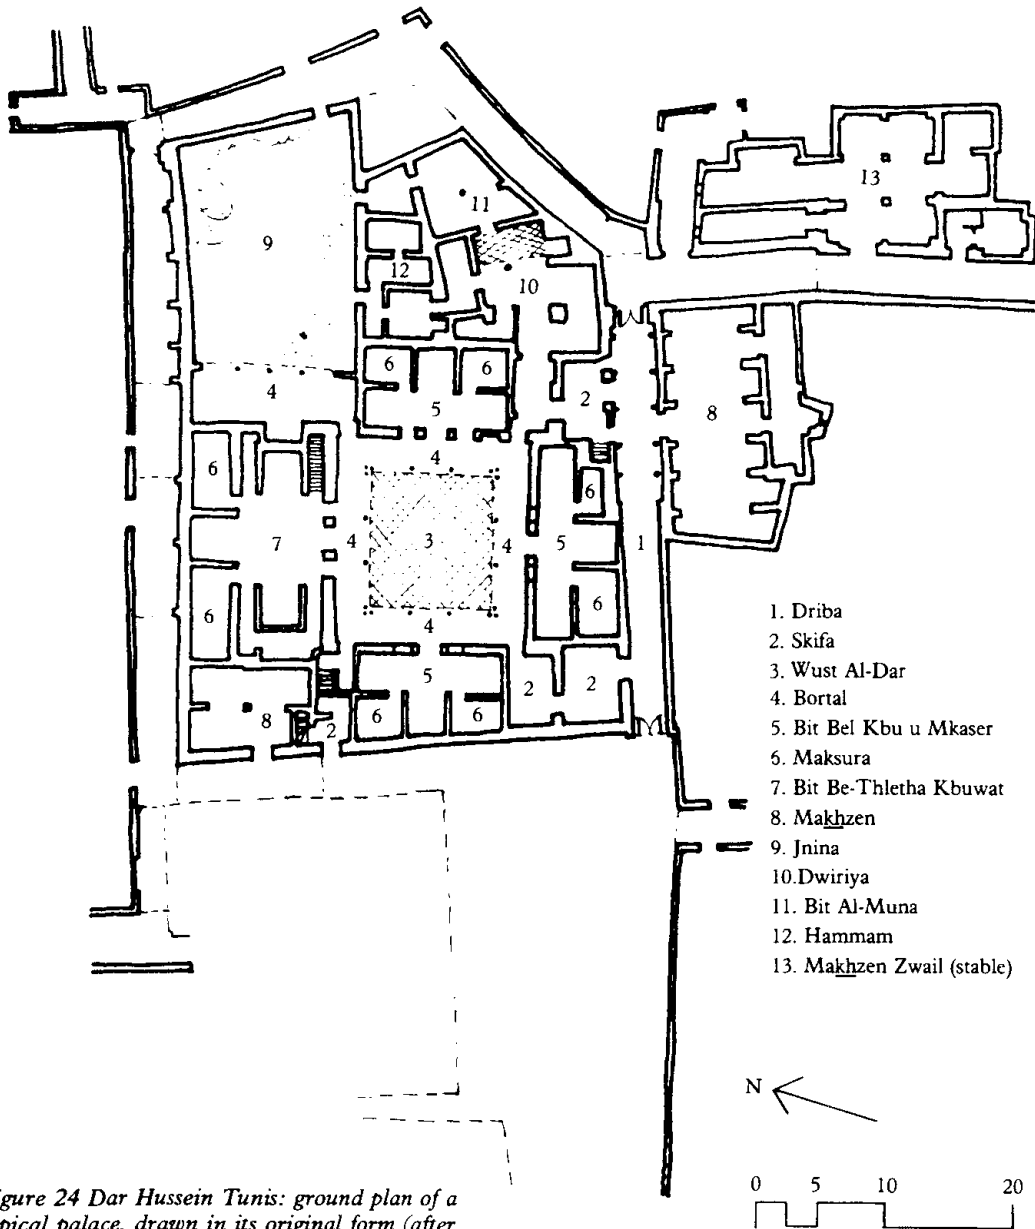 13
11
9
12
10
6
6
4
5
2
8
4
6
6
7
4
3
4
5
1
6
6
4
5
2
2
8
2
6
6
1. Driba
2. Skifa
3. Wust Al-Dar
4. Bortal
5. Bit Bel Kbu u Mkaser
6. Maksura
7. Bit Be-Thletha Kbuwat
8. Makhzen
9. Jnina
10.Dwiriya
11. Bit Al-Muna
12. Hammam
13. Makhzen Zwail (stable)
N
0 5 10 20
24 Dar Hussein Tunis: ground plan of a
palace, drawn in its original form (after